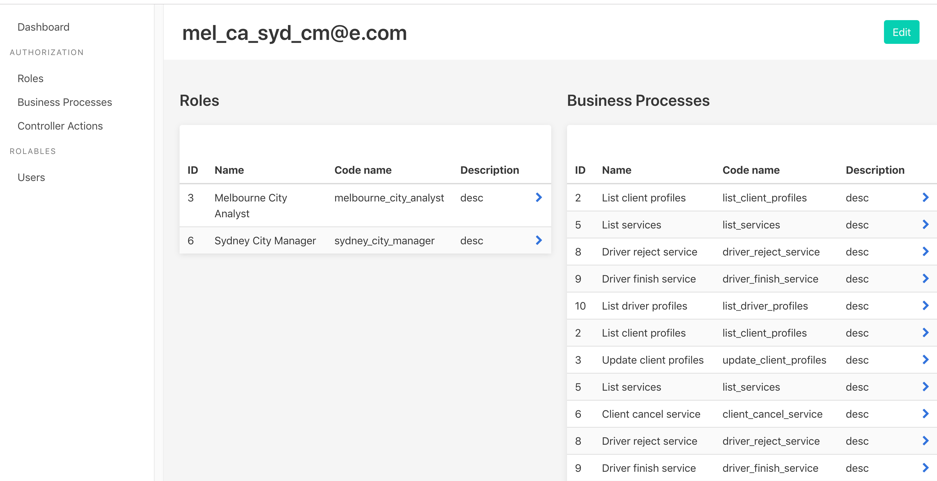 Dashboard
AUTHORIZATION
Roles
Business Processes
Controller Actions
ROLABLES
Users
mel_ca_syd_cm@e.com
Edit
Roles
ID Name Code name Description
3 Melbourne City Analyst melbourne_city_analyst desc
6 Sydney City Manager sydney_city_manager desc
Business Processes
ID Name Code name Description
2 List client profiles list_client_profiles desc
5 List services list_services desc
8 Driver reject service driver_reject_service desc
9 Driver finish service driver_finish_service desc
10 List driver profiles list_driver_profiles desc
2 List client profiles list_client_profiles desc
3 Update client profiles update_client_profiles desc
5 List services list_services desc
6 Client cancel service client_cancel_service desc
8 Driver reject service driver_reject_service desc
9 Driver finish service driver_finish_service desc